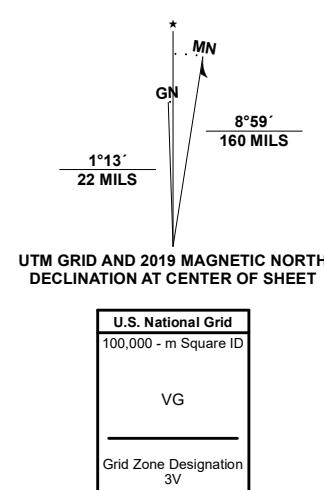 ★
MN
GN
8°59´
160 MILS
1°13´
22 MILS
UTM GRID AND 2019 MAGNETIC NORTH
DECLINATION AT CENTER OF SHEET
U.S. National Grid
100,000 - m Square ID
VG
Grid Zone Designation
3V